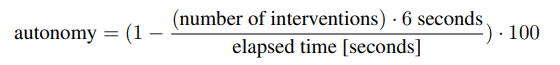 autonomy = (1 − (number of interventions) · 6 seconds / elapsed time [seconds]) · 100